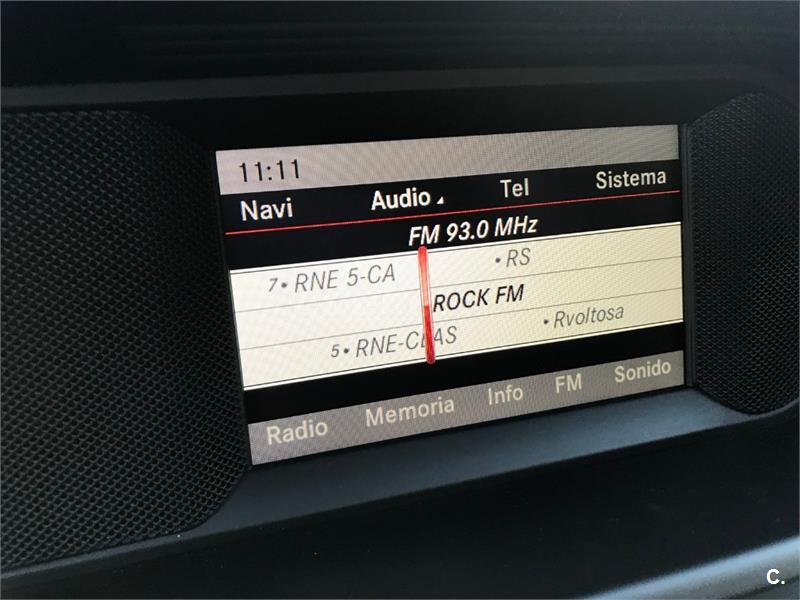 11:11
Navi Audio Tel Sistema
FM 93.0 MHz
7• RNE 5-CA •RS
ROCK FM
5• RNE-CLAS •Rvoltosa
Radio Memoria Info FM Sonido
C.